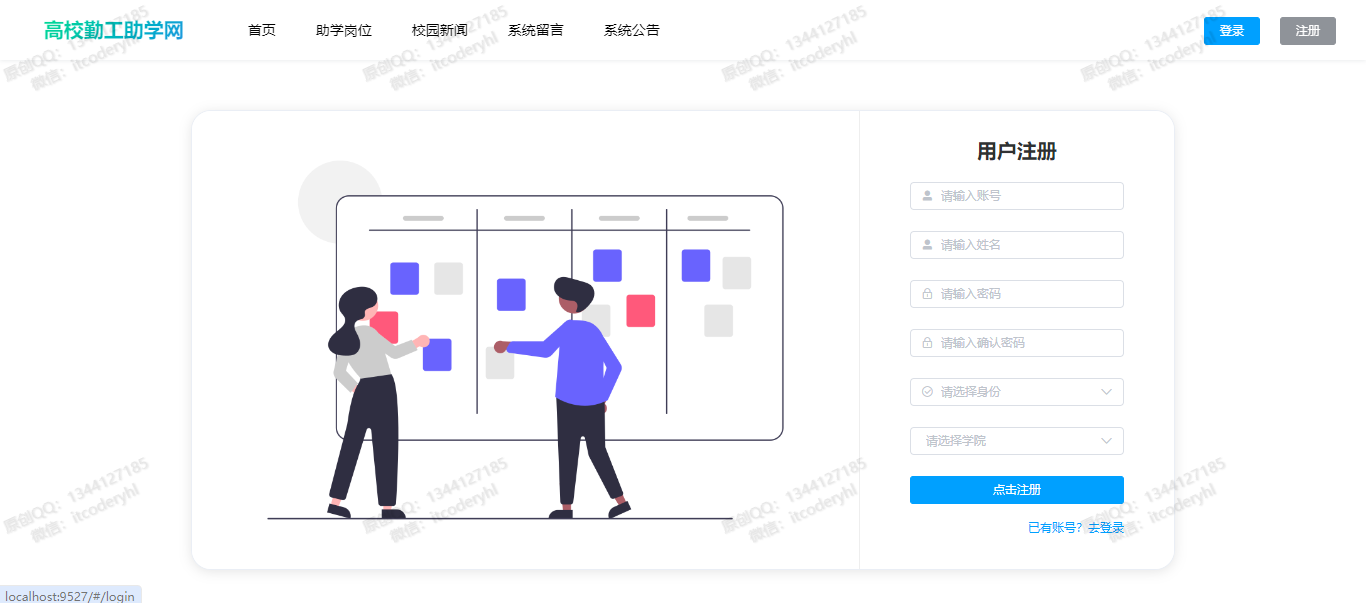 高校勤工助学网
首页
助学岗位
校园新闻
系统留言
系统公告
登录
注册
原创QQ：1344127185
微信：itcoderyhl
原创QQ：1344127185
微信：itcoderyhl
原创QQ：1344127185
微信：itcoderyhl
原创QQ：1344127185
微信：itcoderyhl
用户注册
请输入账号
请输入姓名
请输入密码
请输入确认密码
请选择身份
请选择学院
点击注册
已有账号？去登录
原创QQ：1344127185
微信：itcoderyhl
原创QQ：1344127185
微信：itcoderyhl
原创QQ：1344127185
微信：itcoderyhl
原创QQ：1344127185
微信：itcoderyhl
localhost:9527/#/login